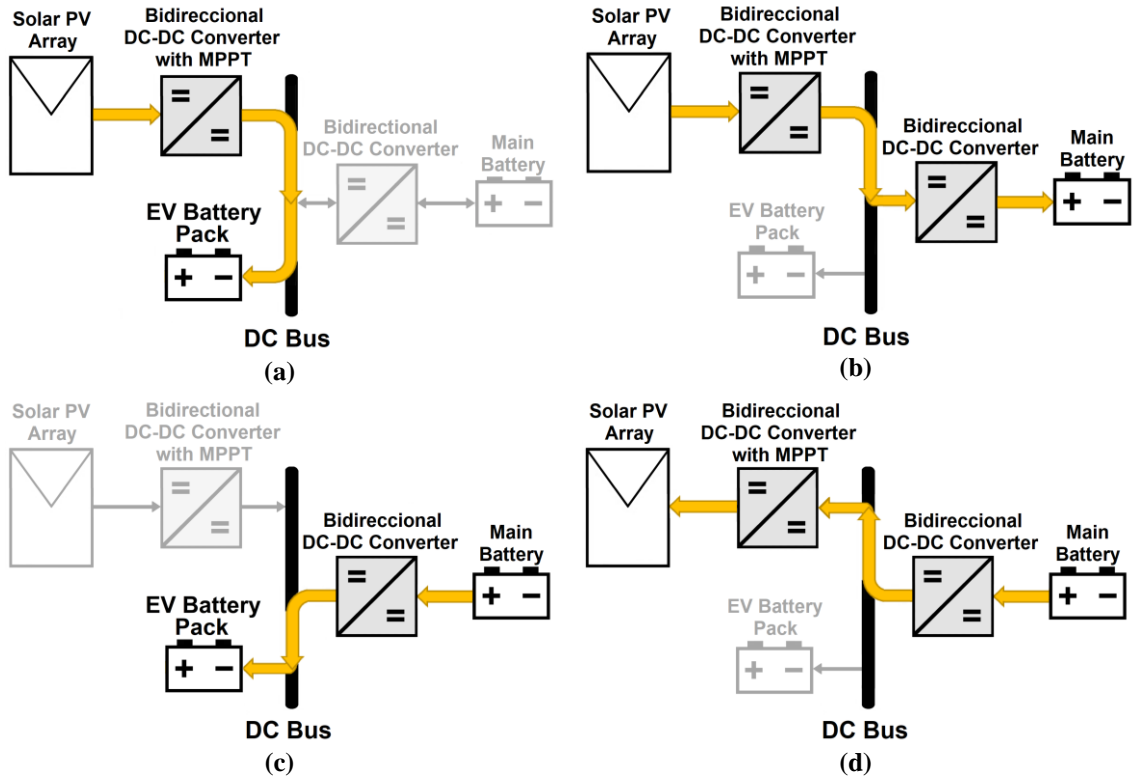 Solar PV
Array
Bidireccional
DC-DC Converter
with MPPT
Bidirectional
DC-DC Converter
Main
Battery
EV Battery
Pack
DC Bus
(a)
Solar PV
Array
Bidireccional
DC-DC Converter
with MPPT
Bidireccional
DC-DC Converter
Main
Battery
EV Battery
Pack
DC Bus
(b)
Solar PV
Array
Bidirectional
DC-DC Converter
with MPPT
Bidireccional
DC-DC Converter
Main
Battery
EV Battery
Pack
DC Bus
(c)
Solar PV
Array
Bidireccional
DC-DC Converter
with MPPT
Bidireccional
DC-DC Converter
Main
Battery
EV Battery
Pack
DC Bus
(d)